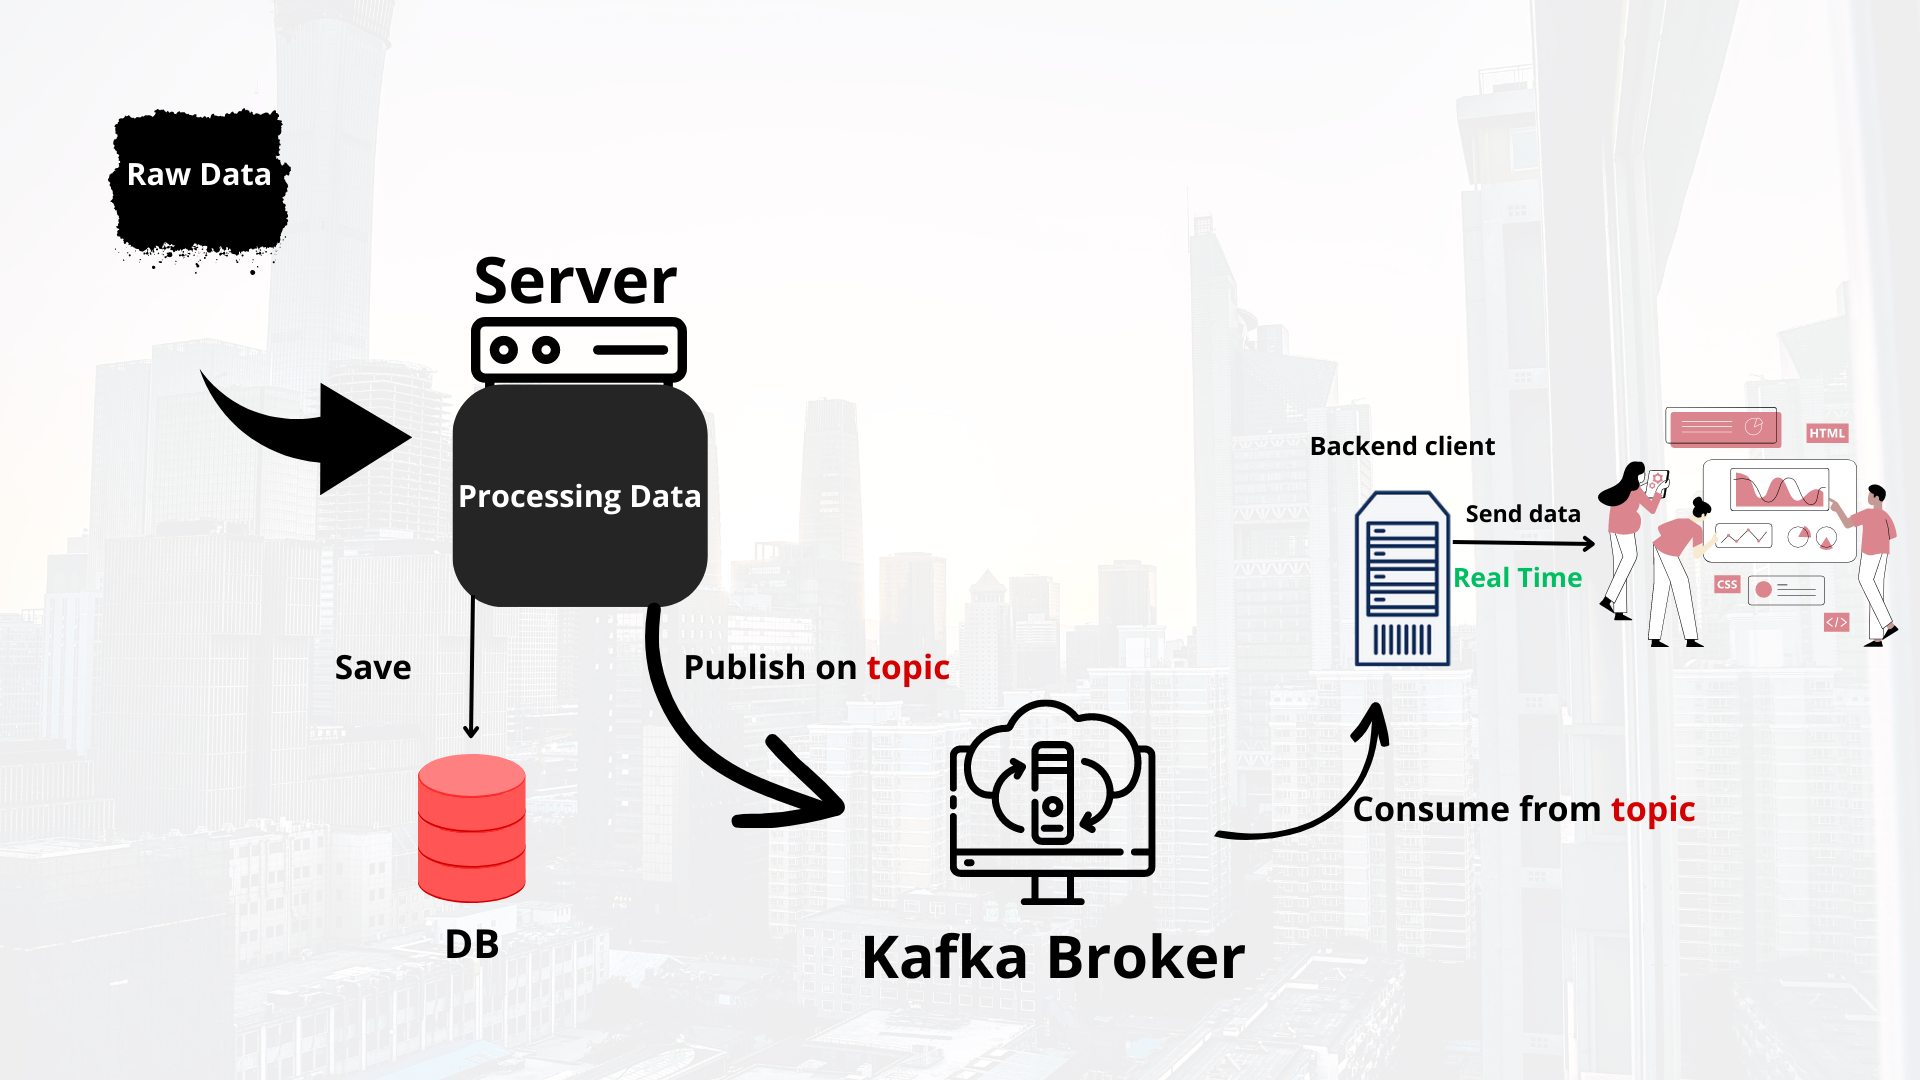 Raw Data
Server
Processing Data
Save
Publish on topic
DB
Kafka Broker
Backend client
Send data
Real Time
Consume from topic
HTML
CSS
</>